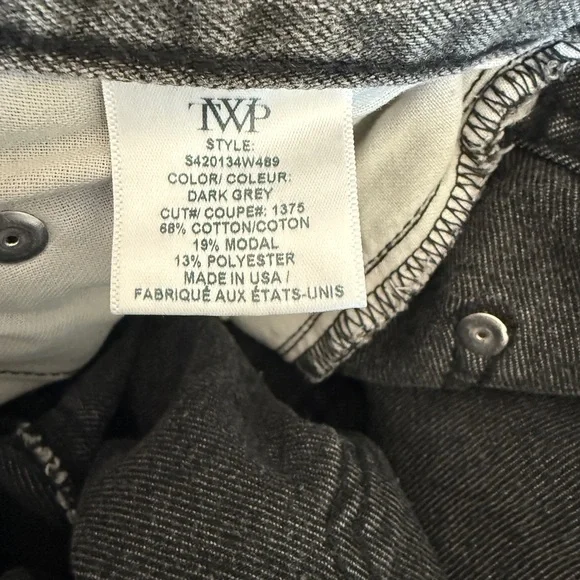 TWP
STYLE:
S420134W489
COLOR/ COLEUR:
DARK GREY
CUT#/ COUPE#: 1375
68% COTTON/COTON
19% MODAL
13% POLYESTER
MADE IN USA /
FABRIQUÉ AUX ÉTATS-UNIS